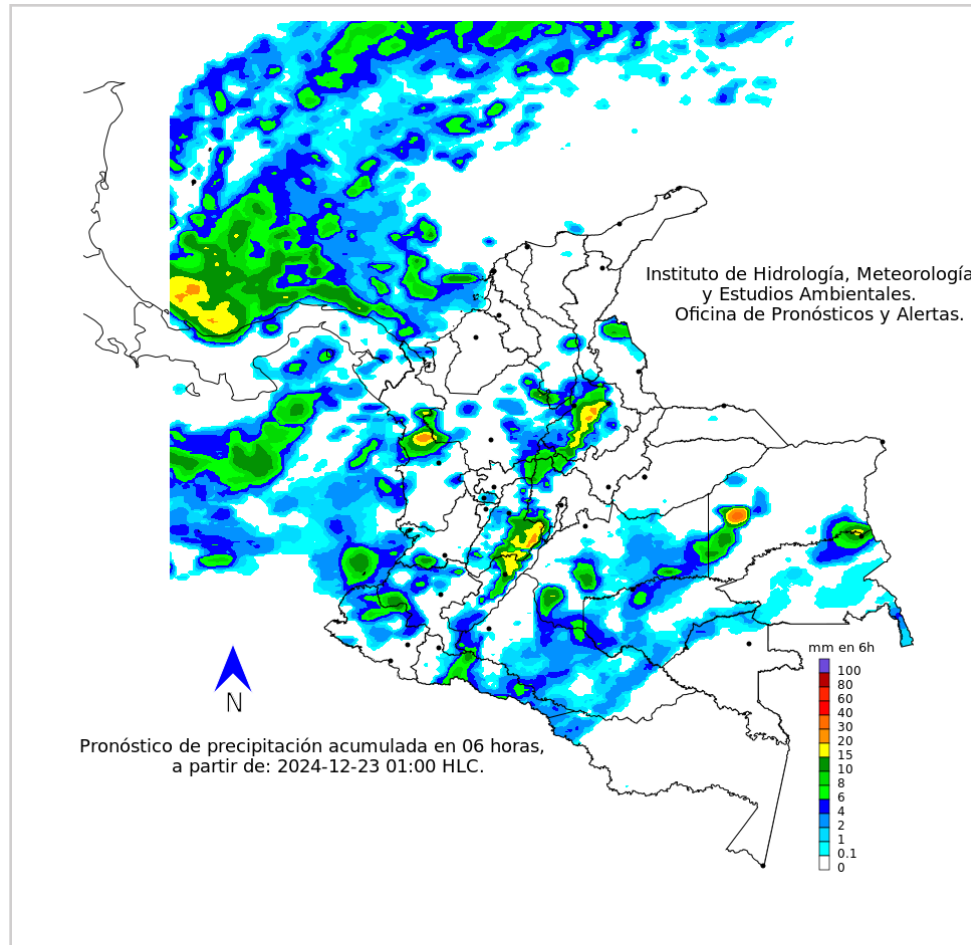 Instituto de Hidrología, Meteorología
y Estudios Ambientales.
Oficina de Pronósticos y Alertas.
N
Pronóstico de precipitación acumulada en 06 horas,
a partir de: 2024-12-23 01:00 HLC.
mm en 6h
100
80
60
40
30
20
15
10
8
6
4
2
1
0.1
0